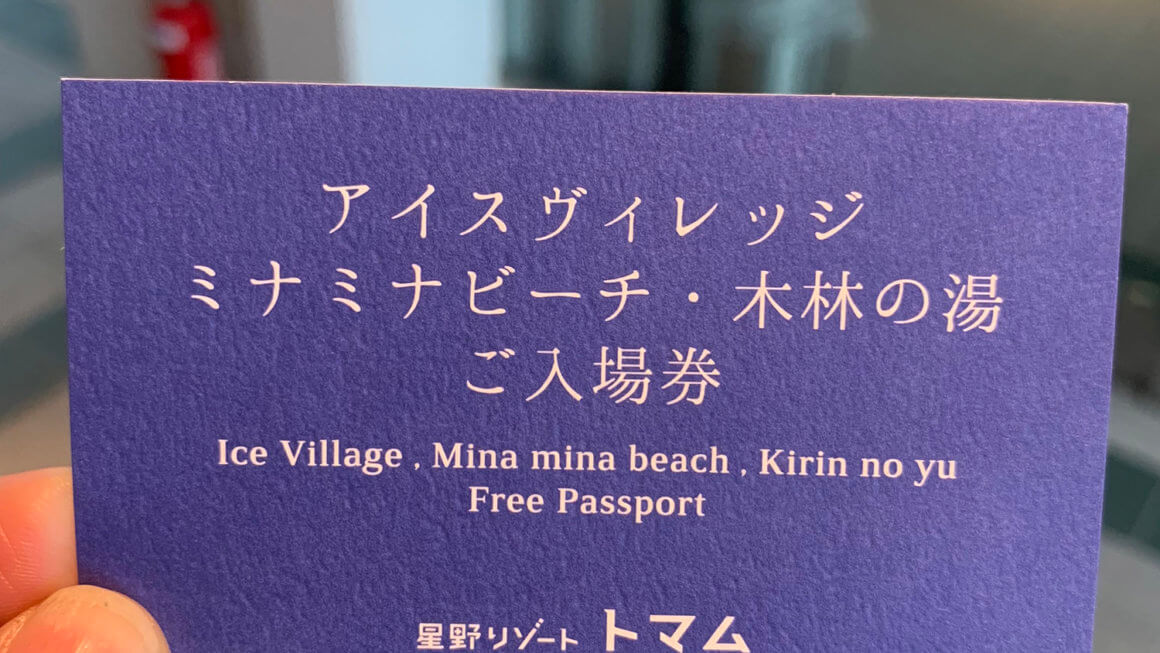 アイスヴィレッジ
ミナミナビーチ・木林の湯
ご入場券
Ice Village , Mina mina beach , Kirin no yu
Free Passport
星野リゾート トマム